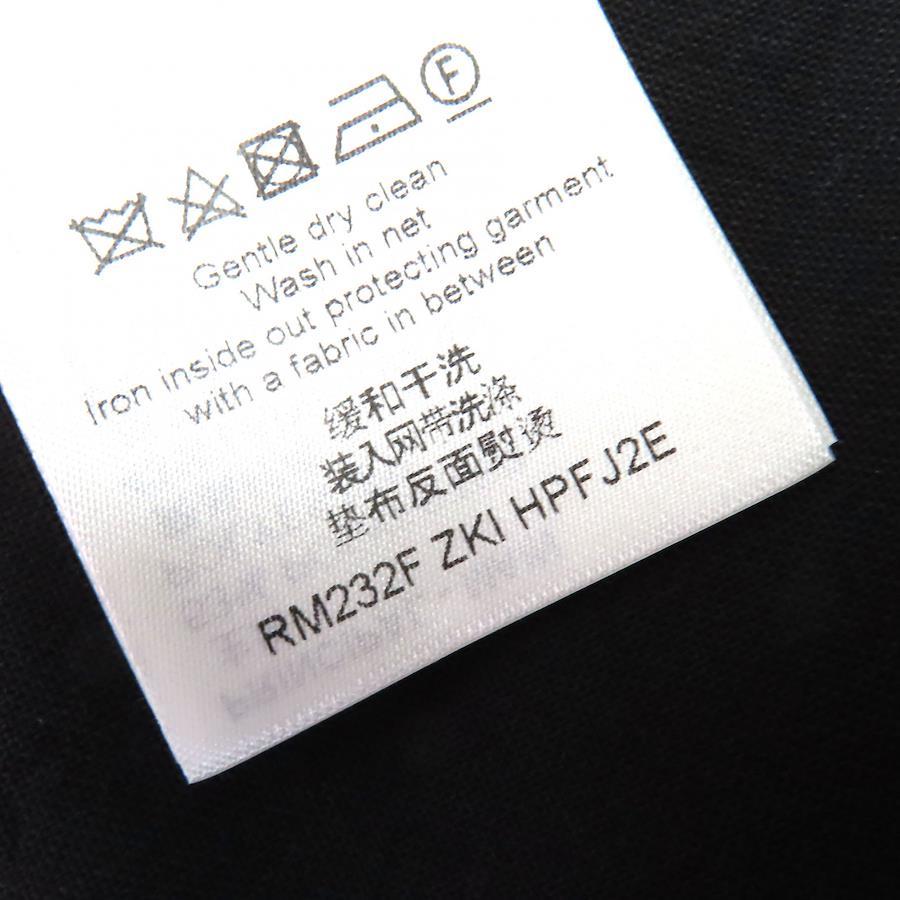 F
Gentle dry clean
Wash in net
Iron inside out protecting garment
with a fabric in between
缓和干洗
装入网带洗涤
垫布反面熨烫
RM232F ZKI HPFJ2E